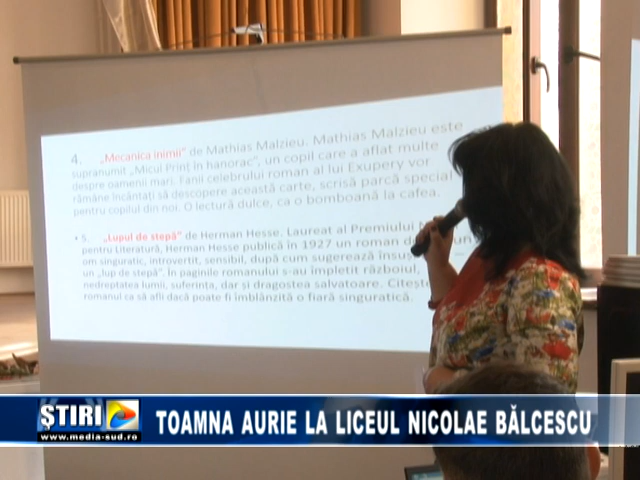 4. „Mecanica inimii” de Mathias Malzieu. Mathias Malzieu este
supranumit „Micul Prinț în hanorac”, un copil care a aflat multe
despre oamenii mari. Fanii celebrului roman al lui Exupery vor
rămâne încântați să descopere această carte, scrisă parcă special
pentru copilul din noi. O lectură dulce, ca o bomboană la cafea.
• 5. „Lupul de stepă” de Herman Hesse. Laureat al Premiului
pentru Literatură, Herman Hesse publică în 1927 un roman
om singuratic, introvertit, sensibil, după cum sugerează
un „lup de stepă”. În paginile romanului s-au împletit războiul,
nedreptatea lumii, suferința, dar și dragostea salvatoare.
romanul ca să afli dacă poate fi îmblânzită o fiară singuratică.
ȘTIRI
www.media-sud.ro
TOAMNA AURIE LA LICEUL NICOLAE BĂLCESCU